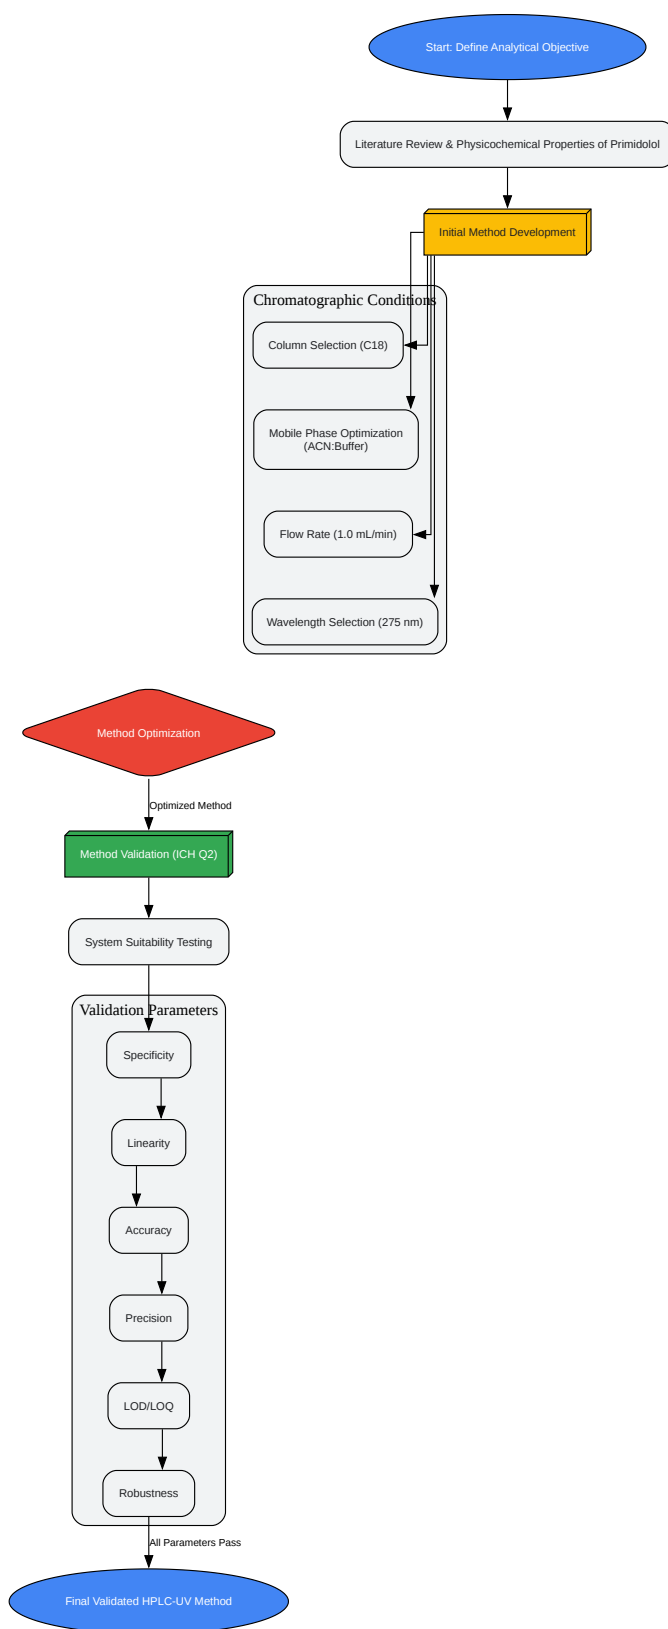 Start: Define Analytical Objective
Literature Review & Physicochemical Properties of Primidolol
Initial Method Development
Chromatographic Conditions
Column Selection (C18)
Mobile Phase Optimization
(ACN:Buffer)
Flow Rate (1.0 mL/min)
Wavelength Selection (275 nm)
Method Optimization
Optimized Method
Method Validation (ICH Q2)
System Suitability Testing
Validation Parameters
Specificity
Linearity
Accuracy
Precision
LOD/LOQ
Robustness
All Parameters Pass
Final Validated HPLC-UV Method